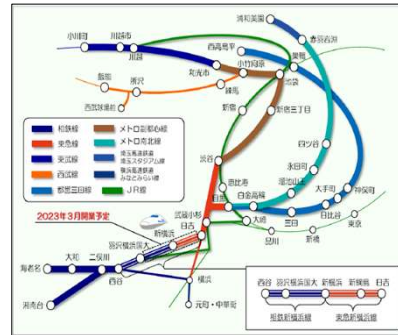 小川町
川越市
川越
浦和美園
赤羽岩淵
西高島平
小竹向原
巣鴨
飯能
所沢
和光市
池袋
練馬
西武球場前
新宿
新宿三丁目
相鉄線
東急線
東武線
西武線
都営三田線
メトロ副都心線
メトロ南北線
埼玉高速鉄道
埼玉スタジアム線
横浜高速鉄道
みなとみらい線
JR線
四ツ谷
永田町
溜池山王
渋谷
恵比寿
目黒
白金高輪
大手町
神保町
日比谷
東京
三田
大崎
品川
新橋
2023年3月開業予定
武蔵小杉
日吉
新横浜
羽沢横浜国大
海老名
大和
二俣川
西谷
横浜
湘南台
元町・中華街
西谷
羽沢横浜国大
新横浜
新綱島
日吉
相鉄新横浜線
東急新横浜線